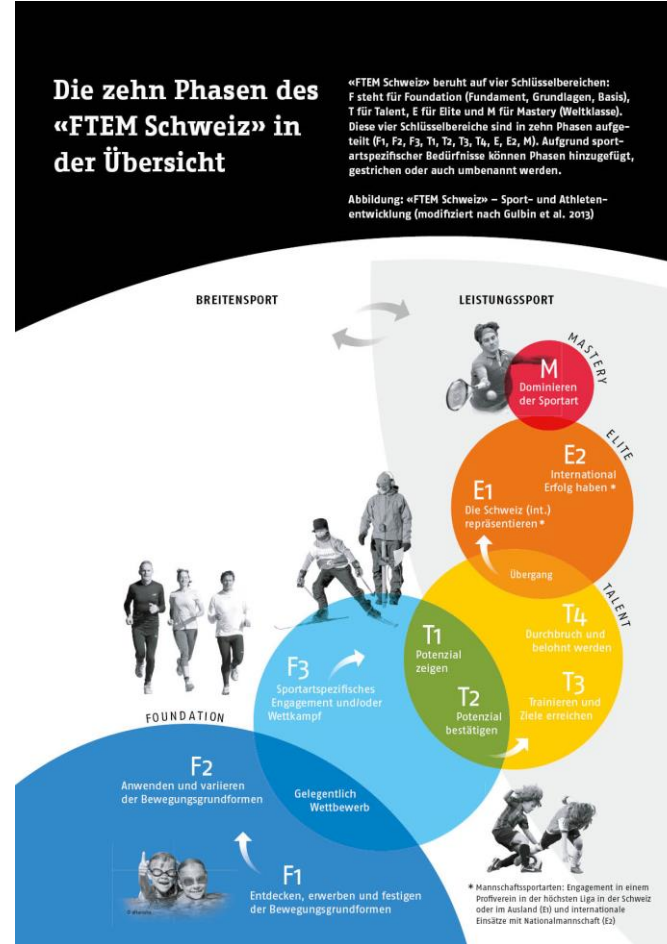 Die zehn Phasen des
«FTEM Schweiz» in
der Übersicht
«FTEM Schweiz» beruht auf vier Schlüsselbereichen:
F steht für Foundation (Fundament, Grundlagen, Basis),
T für Talent, E für Elite und M für Mastery (Weltklasse).
Diese vier Schlüsselbereiche sind in zehn Phasen aufge-
teilt (F1, F2, F3, T1, T2, T3, T4, E, E2, M). Aufgrund sport-
artspezifischer Bedürfnisse können Phasen hinzugefügt,
gestrichen oder auch umbenannt werden.
Abbildung: «FTEM Schweiz» – Sport- und Athleten-
entwicklung (modifiziert nach Gulbin et al. 2013)
BREITENSPORT
LEISTUNGSSPORT
MASTERY
M
Dominieren
der Sportart
ELITE
E2
International
Erfolg haben *
E1
Die Schweiz (int.)
repräsentieren *
Übergang
TALENT
T4
Durchbruch und
belohnt werden
T1
Potenzial
zeigen
T3
Trainieren und
Ziele erreichen
T2
Potenzial
bestätigen
F3
Sportartspezifisches
Engagement und/oder
Wettkampf
FOUNDATION
F2
Anwenden und variieren
der Bewegungsgrundformen
Gelegentlich
Wettbewerb
F1
Entdecken, erwerben und festigen
der Bewegungsgrundformen
* Mannschaftssportarten: Engagement in einem
Profiverein in der höchsten Liga in der Schweiz
oder im Ausland (E1) und internationale
Einsätze mit Nationalmannschaft (E2)